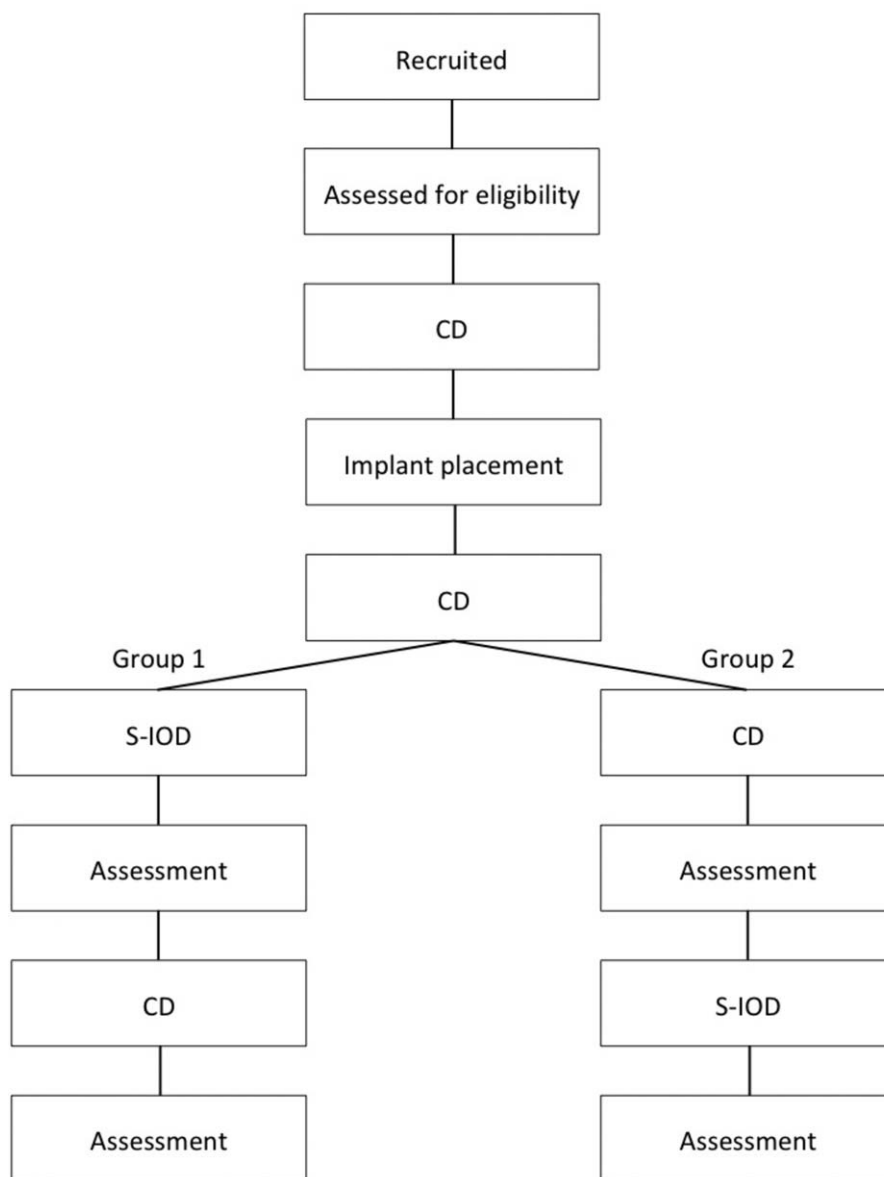 Recruited
Assessed for eligibility
CD
Implant placement
CD
Group 1
Group 2
S-IOD
CD
Assessment
Assessment
CD
S-IOD
Assessment
Assessment